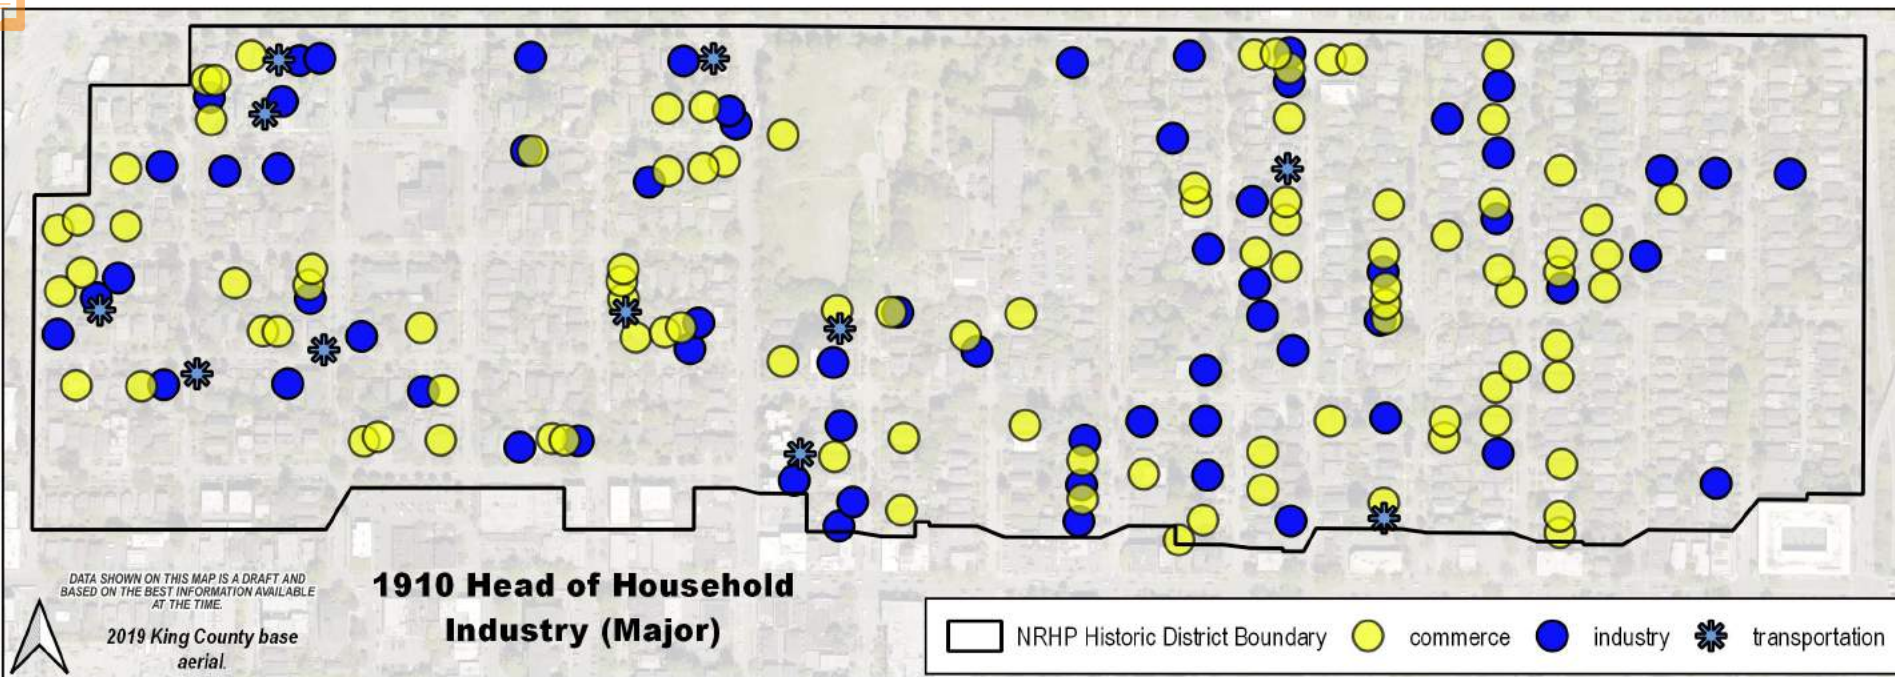 DATA SHOWN ON THIS MAP IS A DRAFT AND
BASED ON THE BEST INFORMATION AVAILABLE
AT THE TIME.
2019 King County base
aerial.
1910 Head of Household
Industry (Major)
NRHP Historic District Boundary
commerce
industry
transportation